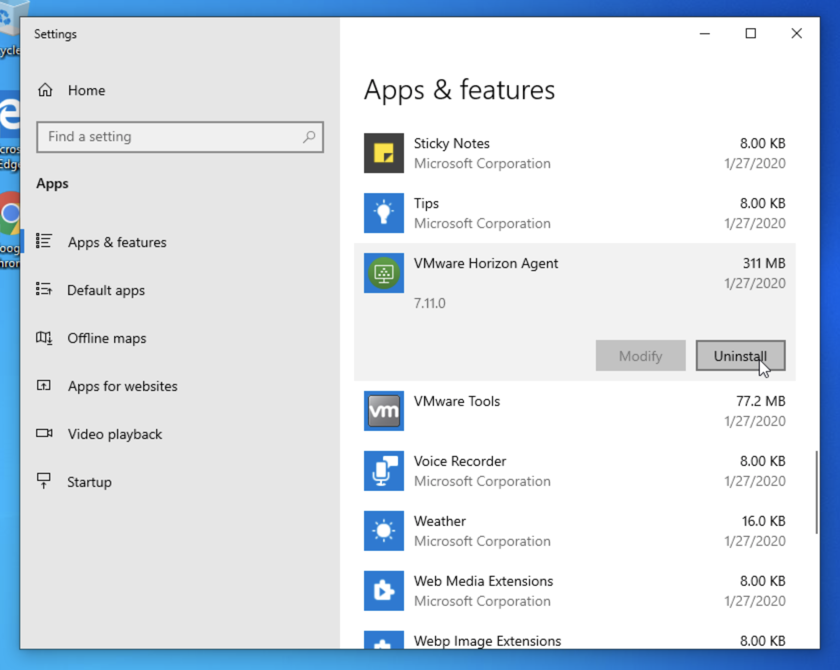 Settings
Home
Find a setting
Apps
Apps & features
Default apps
Offline maps
Apps for websites
Video playback
Startup
Apps & features
Sticky Notes 8.00 KB
Microsoft Corporation 1/27/2020
Tips 8.00 KB
Microsoft Corporation 1/27/2020
VMware Horizon Agent 311 MB
1/27/2020
7.11.0
Modify Uninstall
vm
VMware Tools 77.2 MB
1/27/2020
Voice Recorder 8.00 KB
Microsoft Corporation 1/27/2020
Weather 16.0 KB
Microsoft Corporation 1/27/2020
Web Media Extensions 8.00 KB
Microsoft Corporation 1/27/2020
Webp Image Extensions 8.00 KB